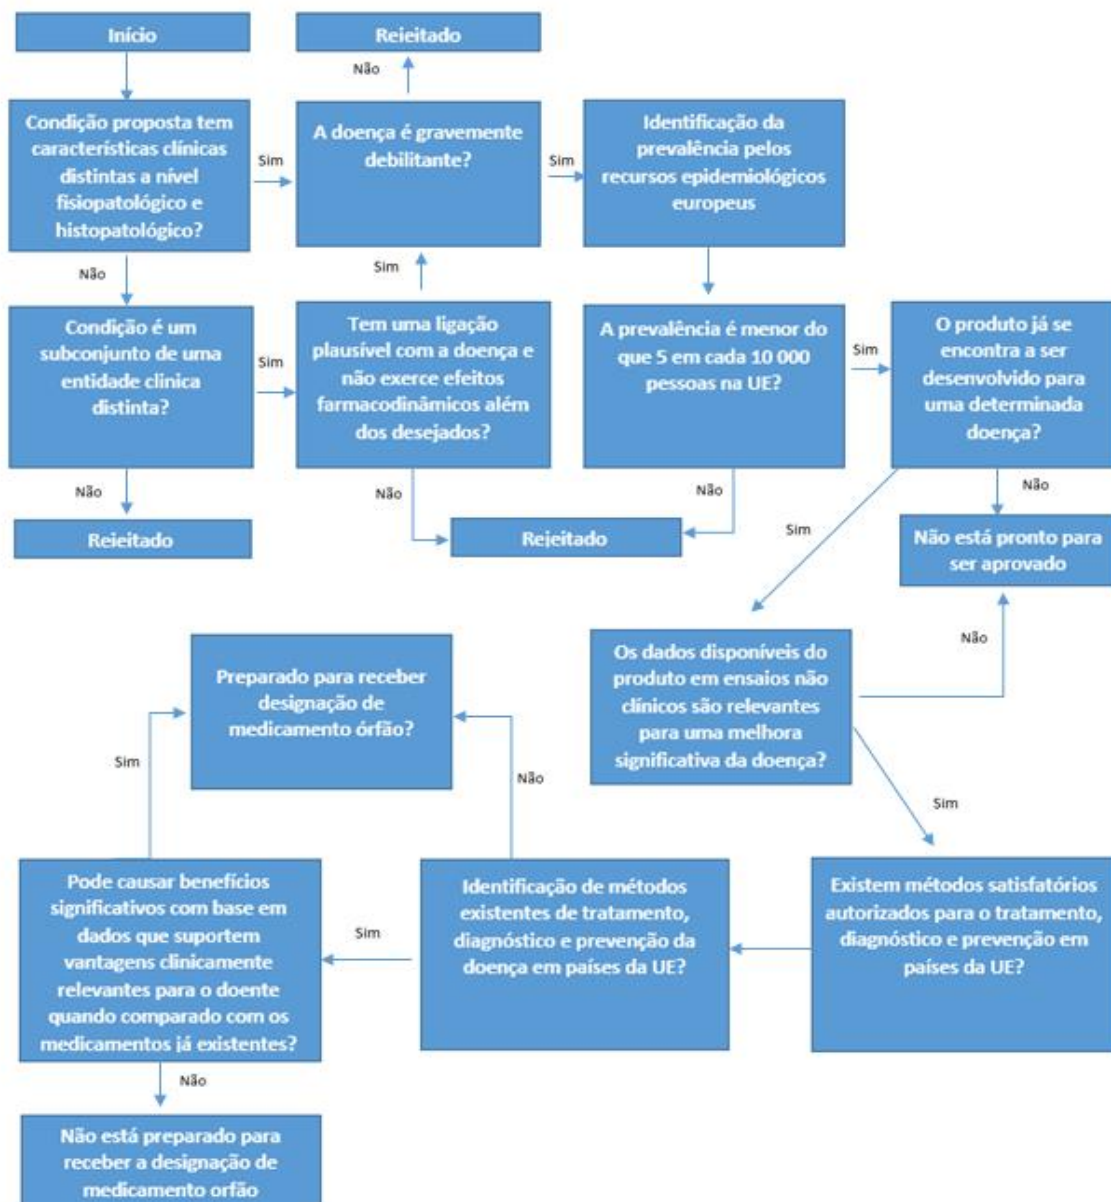 Início
Reieitado
Não
Condição proposta tem
características clínicas
distintas a nível
fisiopatológico e
histopatológico?
Sim
A doença é gravemente
debilitante?
Sim
Identificação da
prevalência pelos
recursos epidemiológicos
europeus
Não
Sim
Condição é um
subconjunto de uma
entidade clinica
distinta?
Sim
Tem uma ligação
plausível com a doença e
não exerce efeitos
farmacodinâmicos além
dos desejados?
A prevalência é menor do
que 5 em cada 10 000
pessoas na UE?
Sim
O produto já se
encontra a ser
desenvolvido para
uma determinada
doença?
Não
Não
Não
Não
Reieitado
Rejeitado
Sim
Não está pronto para
ser aprovado
Não
Os dados disponíveis do
produto em ensaios não
clínicos são relevantes
para uma melhora
significativa da doença?
Preparado para receber
designação de
medicamento órfão?
Sim
Não
Sim
Pode causar benefícios
significativos com base em
dados que suportem
vantagens clinicamente
relevantes para o doente
quando comparado com os
medicamentos já existentes?
Sim
Identificação de métodos
existentes de tratamento,
diagnóstico e prevenção da
doença em países da UE?
Existem métodos satisfatórios
autorizados para o tratamento,
diagnóstico e prevenção em
países da UE?
Não
Não está preparado para
receber a designação de
medicamento orfão